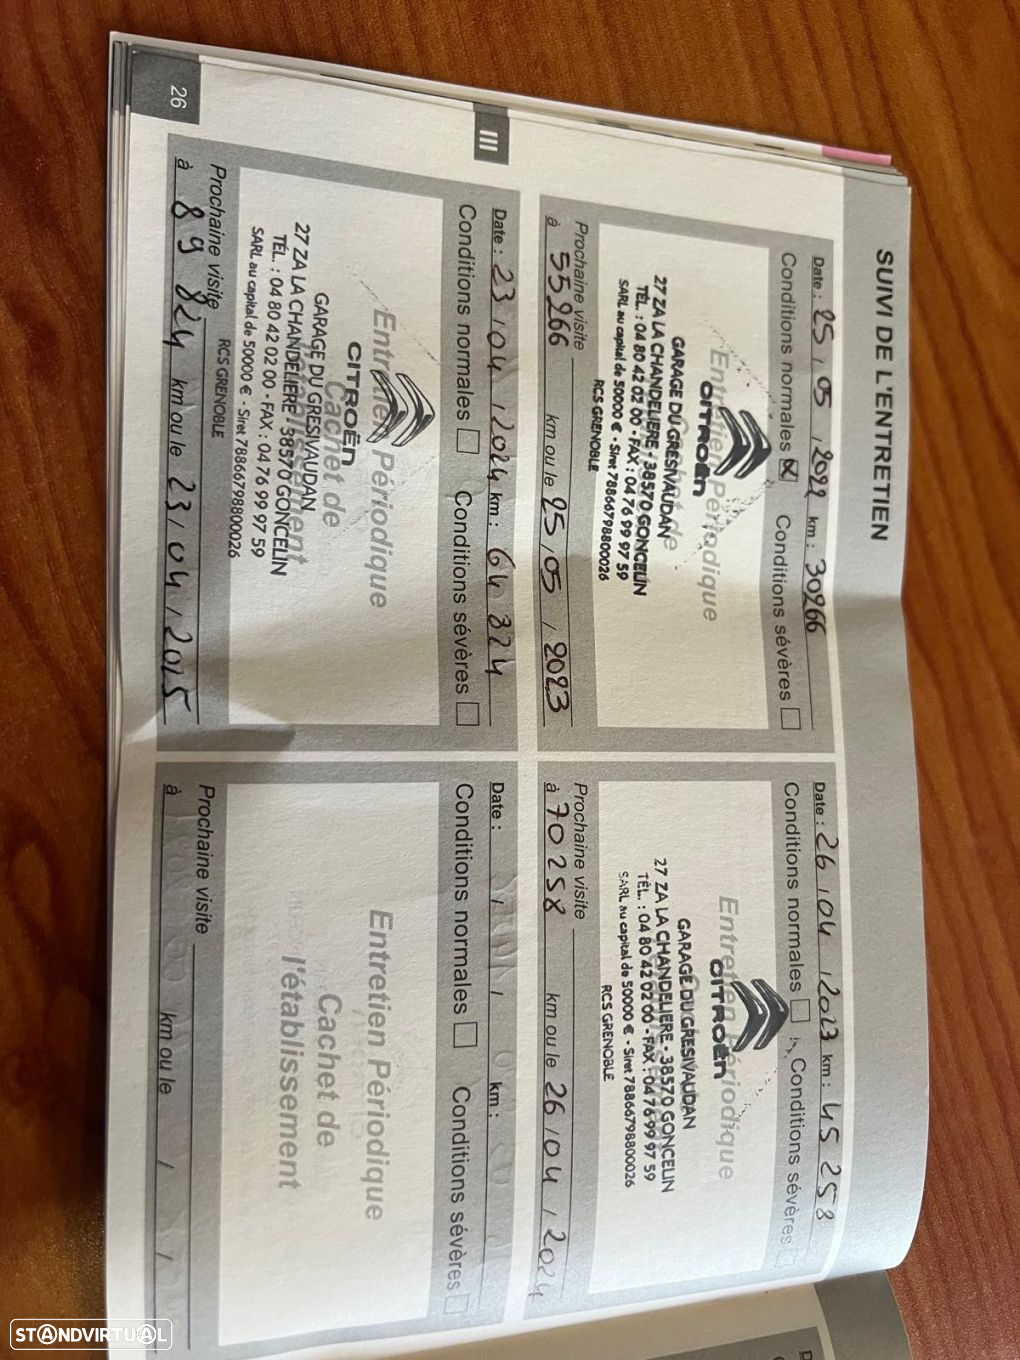 SUIVI DE L'ENTRETIEN
Date : 25 / 05 / 2022 km : 30266
Conditions normales ☒ Conditions sévères ☐
Entretien Périodique
CITROËN
GARAGE DU GRESIVAUDAN
27 ZA LA CHANDELIERE - 38570 GONCELIN
TÉL. : 04 80 42 02 00 - FAX : 04 76 99 97 59
SARL au capital de 50000 € - Siret 78866798800026
RCS GRENOBLE
Prochaine visite
à 55266 km ou le 25 / 05 / 2023
Date : 26 / 04 / 2023 km : 45 258
Conditions normales ☐ Conditions sévères ☐
Entretien Périodique
CITROËN
GARAGE DU GRESIVAUDAN
27 ZA LA CHANDELIERE - 38570 GONCELIN
TÉL. : 04 80 42 02 00 - FAX : 04 76 99 97 59
SARL au capital de 50000 € - Siret 78866798800026
RCS GRENOBLE
Prochaine visite
à 70258 km ou le 26 / 04 / 2024
III
Date : 23 / 04 / 2024 km : 64 824
Conditions normales ☐ Conditions sévères ☐
Entretien Périodique
Cachet de
l'établissement
CITROËN
GARAGE DU GRESIVAUDAN
27 ZA LA CHANDELIERE - 38570 GONCELIN
TÉL. : 04 80 42 02 00 - FAX : 04 76 99 97 59
SARL au capital de 50000 € - Siret 78866798800026
RCS GRENOBLE
Prochaine visite
à 89 824 km ou le 23 / 04 / 2025
Date : / / km :
Conditions normales ☐ Conditions sévères ☐
Entretien Périodique
Cachet de
l'établissement
Prochaine visite
à km ou le / /
26
STANDVIRTUAL